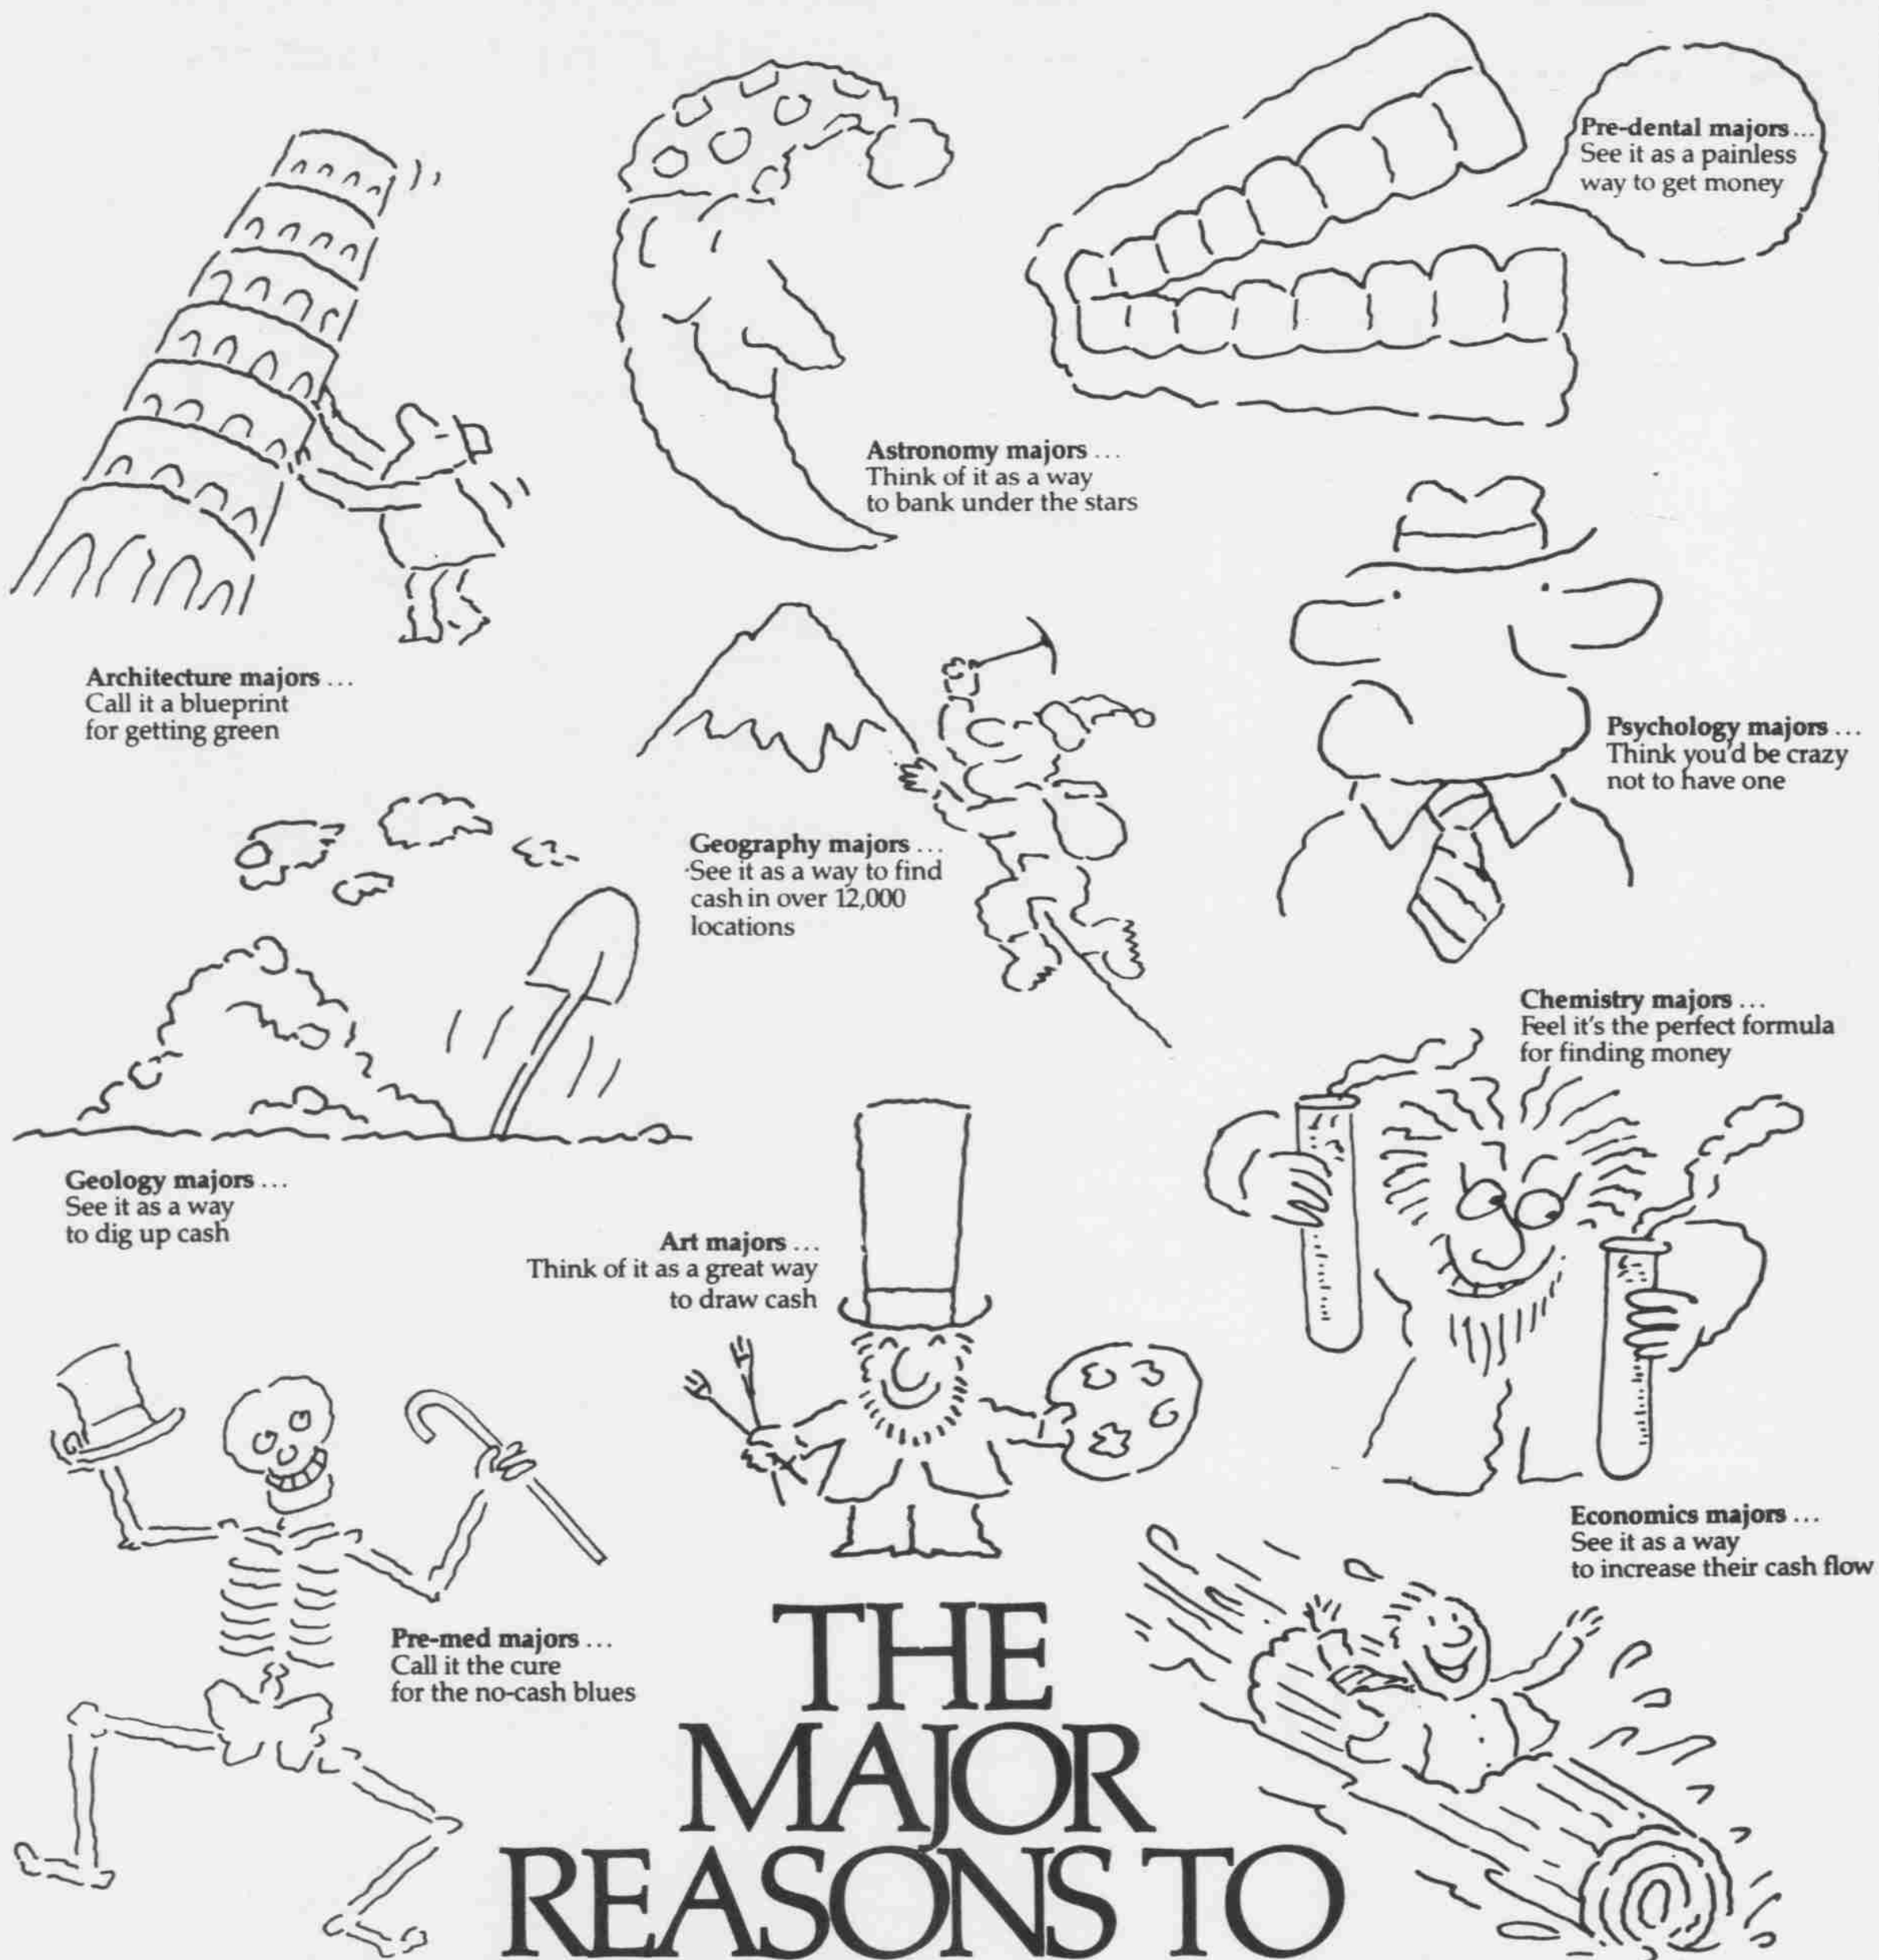 Pre-dental majors...
See it as a painless
way to get money
Astronomy majors...
Think of it as a way
to bank under the stars
Architecture majors...
Call it a blueprint
for getting green
Psychology majors...
Think you'd be crazy
not to have one
Geography majors...
See it as a way to find
cash in over 12,000
locations
Chemistry majors...
Feel it's the perfect formula
for finding money
Geology majors...
See it as a way
to dig up cash
Art majors...
Think of it as a great way
to draw cash
Economics majors...
See it as a way
to increase their cash flow
Pre-med majors...
Call it the cure
for the no-cash blues
THE
MAJOR
REASONS TO